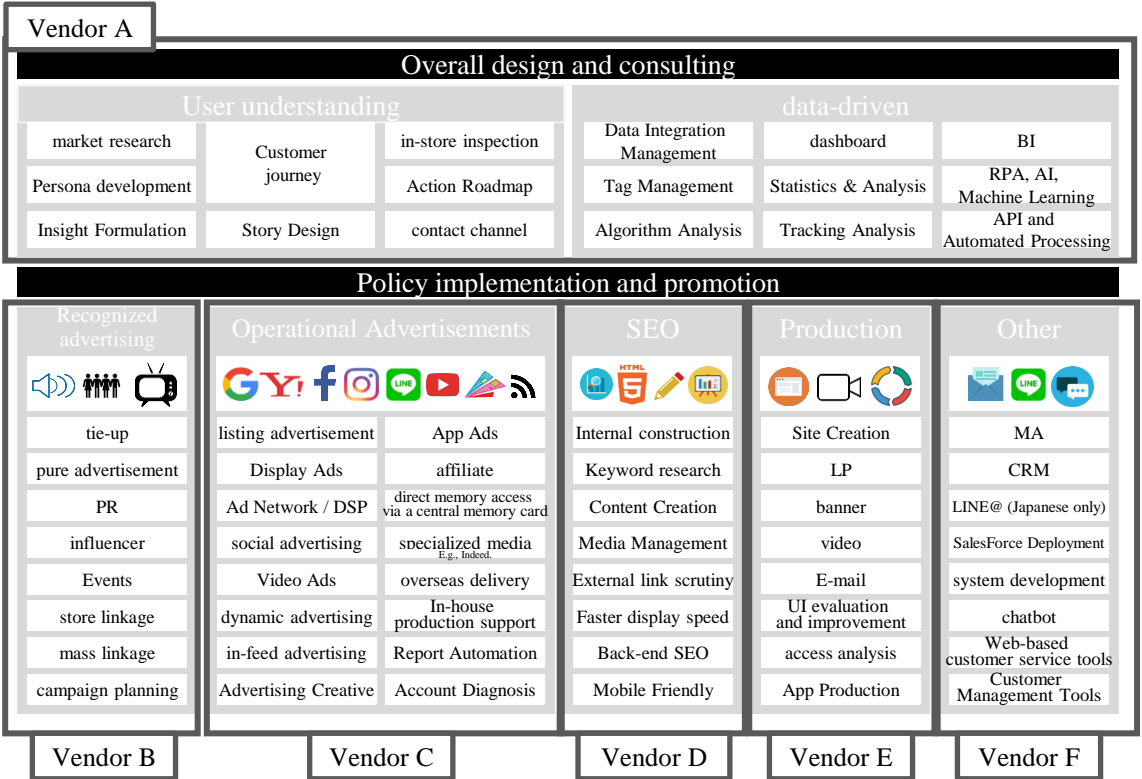 Vendor A
Overall design and consulting
User understanding
market research
Customer
journey
in-store inspection
Persona development
Action Roadmap
Insight Formulation
Story Design
contact channel
data-driven
Data Integration
Management
dashboard
BI
Tag Management
Statistics & Analysis
RPA, AI,
Machine Learning
Algorithm Analysis
Tracking Analysis
API and
Automated Processing
Policy implementation and promotion
Recognized
advertising
tie-up
pure advertisement
PR
influencer
Events
store linkage
mass linkage
campaign planning
Vendor B
Operational Advertisements
G Y! f LINE
listing advertisement
App Ads
Display Ads
affiliate
Ad Network / DSP
direct memory access
via a central memory card
social advertising
specialized media
E.g., Indeed.
Video Ads
overseas delivery
dynamic advertising
In-house
production support
in-feed advertising
Report Automation
Advertising Creative
Account Diagnosis
Vendor C
SEO
HTML
5
Internal construction
Keyword research
Content Creation
Media Management
External link scrutiny
Faster display speed
Back-end SEO
Mobile Friendly
Vendor D
Production
Site Creation
LP
banner
video
E-mail
UI evaluation
and improvement
access analysis
App Production
Vendor E
Other
LINE
MA
CRM
LINE@ (Japanese only)
SalesForce Deployment
system development
chatbot
Web-based
customer service tools
Customer
Management Tools
Vendor F